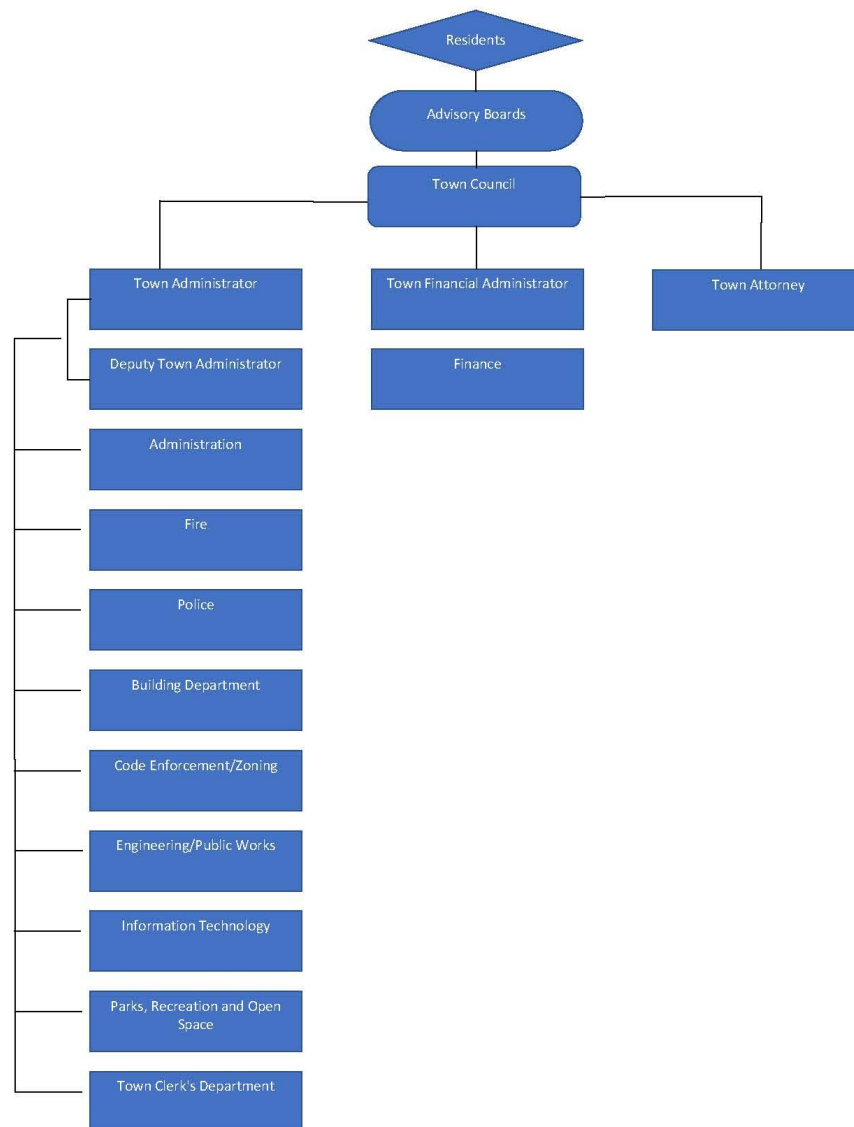 Residents
Advisory Boards
Town Council
Town Administrator
Town Financial Administrator
Town Attorney
Deputy Town Administrator
Finance
Administration
Fire
Police
Building Department
Code Enforcement/Zoning
Engineering/Public Works
Information Technology
Parks, Recreation and Open
Space
Town Clerk's Department